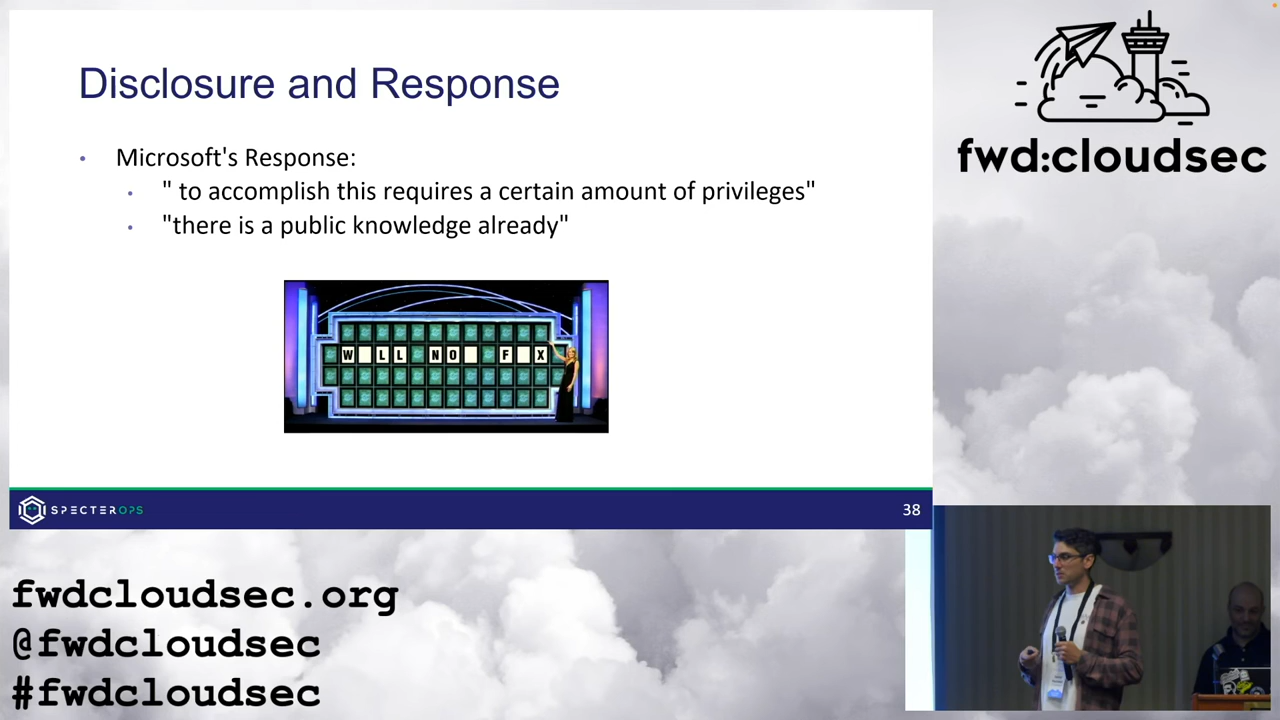 Disclosure and Response
• Microsoft's Response:
• " to accomplish this requires a certain amount of privileges"
• "there is a public knowledge already"
W LL NO F X
SPECTEROPS
38
fwd:cloudsec
fwdcloudsec.org
@fwdcloudsec
#fwdcloudsec